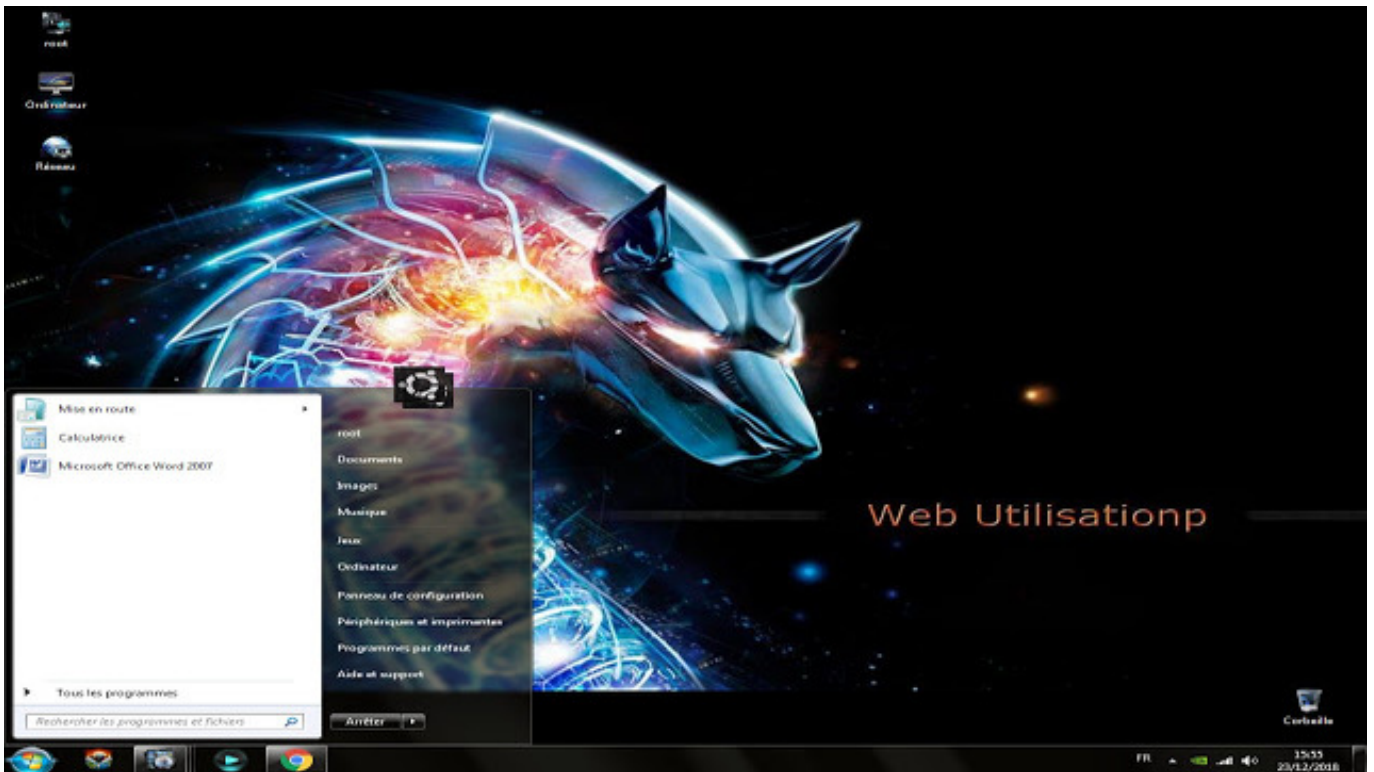 root
Ordinateur
Réseau
Web Utilisationp
Mise en route
Calculatrice
Microsoft Office Word 2007
Tous les programmes
Rechercher les programmes et fichiers
root
Documents
Images
Musique
Jeux
Ordinateur
Panneau de configuration
Périphériques et imprimantes
Programmes par défaut
Aide et support
Arrêter
Corbeille
FR
15:55
23/12/2018